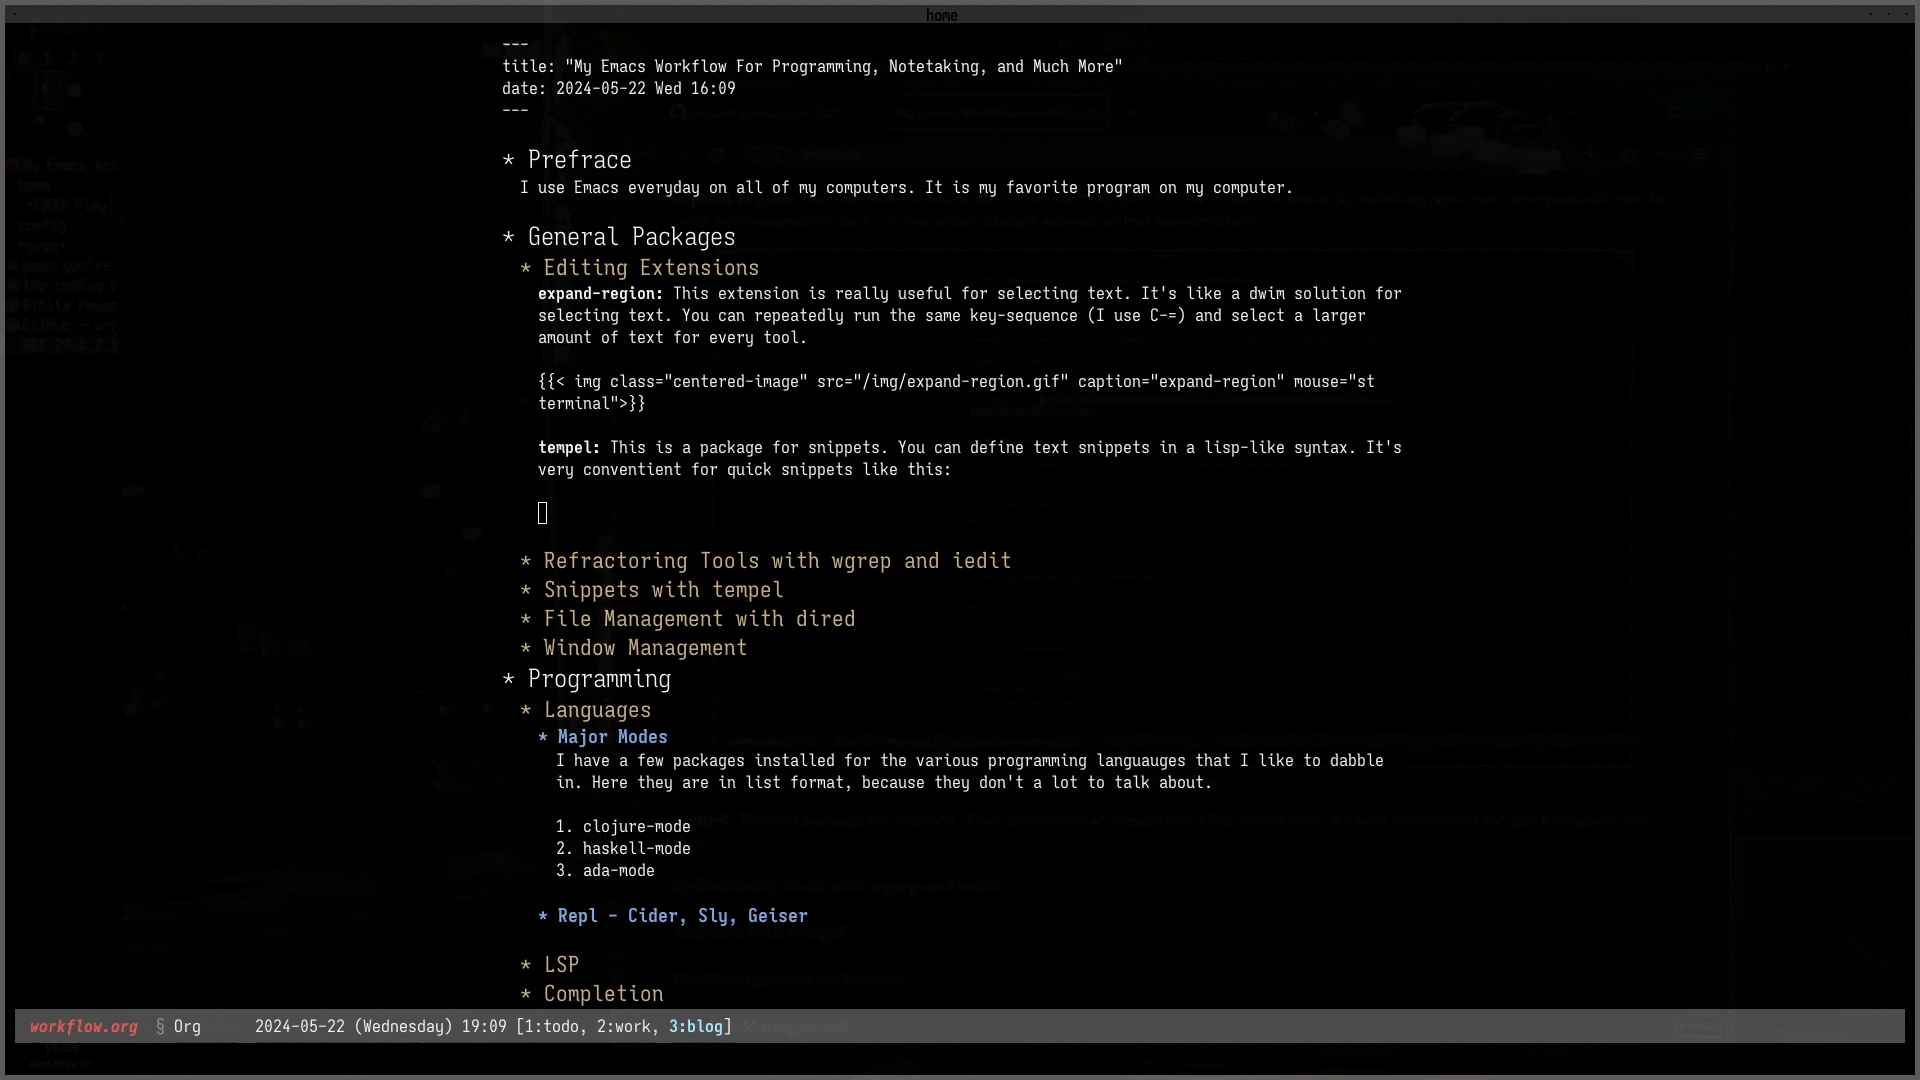 home
---
title: "My Emacs Workflow For Programming, Notetaking, and Much More"
date: 2024-05-22 Wed 16:09
---
* Prefrace
I use Emacs everyday on all of my computers. It is my favorite program on my computer.
* General Packages
* Editing Extensions
expand-region: This extension is really useful for selecting text. It's like a dwim solution for
selecting text. You can repeatedly run the same key-sequence (I use C-=) and select a larger
amount of text for every tool.
{{< img class="centered-image" src="/img/expand-region.gif" caption="expand-region" mouse="st
terminal">}}
tempel: This is a package for snippets. You can define text snippets in a lisp-like syntax. It's
very conventient for quick snippets like this:
* Refractoring Tools with wgrep and iedit
* Snippets with tempel
* File Management with dired
* Window Management
* Programming
* Languages
* Major Modes
I have a few packages installed for the various programming languauges that I like to dabble
in. Here they are in list format, because they don't a lot to talk about.
1. clojure-mode
2. haskell-mode
3. ada-mode
* Repl - Cider, Sly, Geiser
* LSP
* Completion
workflow.org § Org 2024-05-22 (Wednesday) 19:09 [1:todo, 2:work, 3:blog]